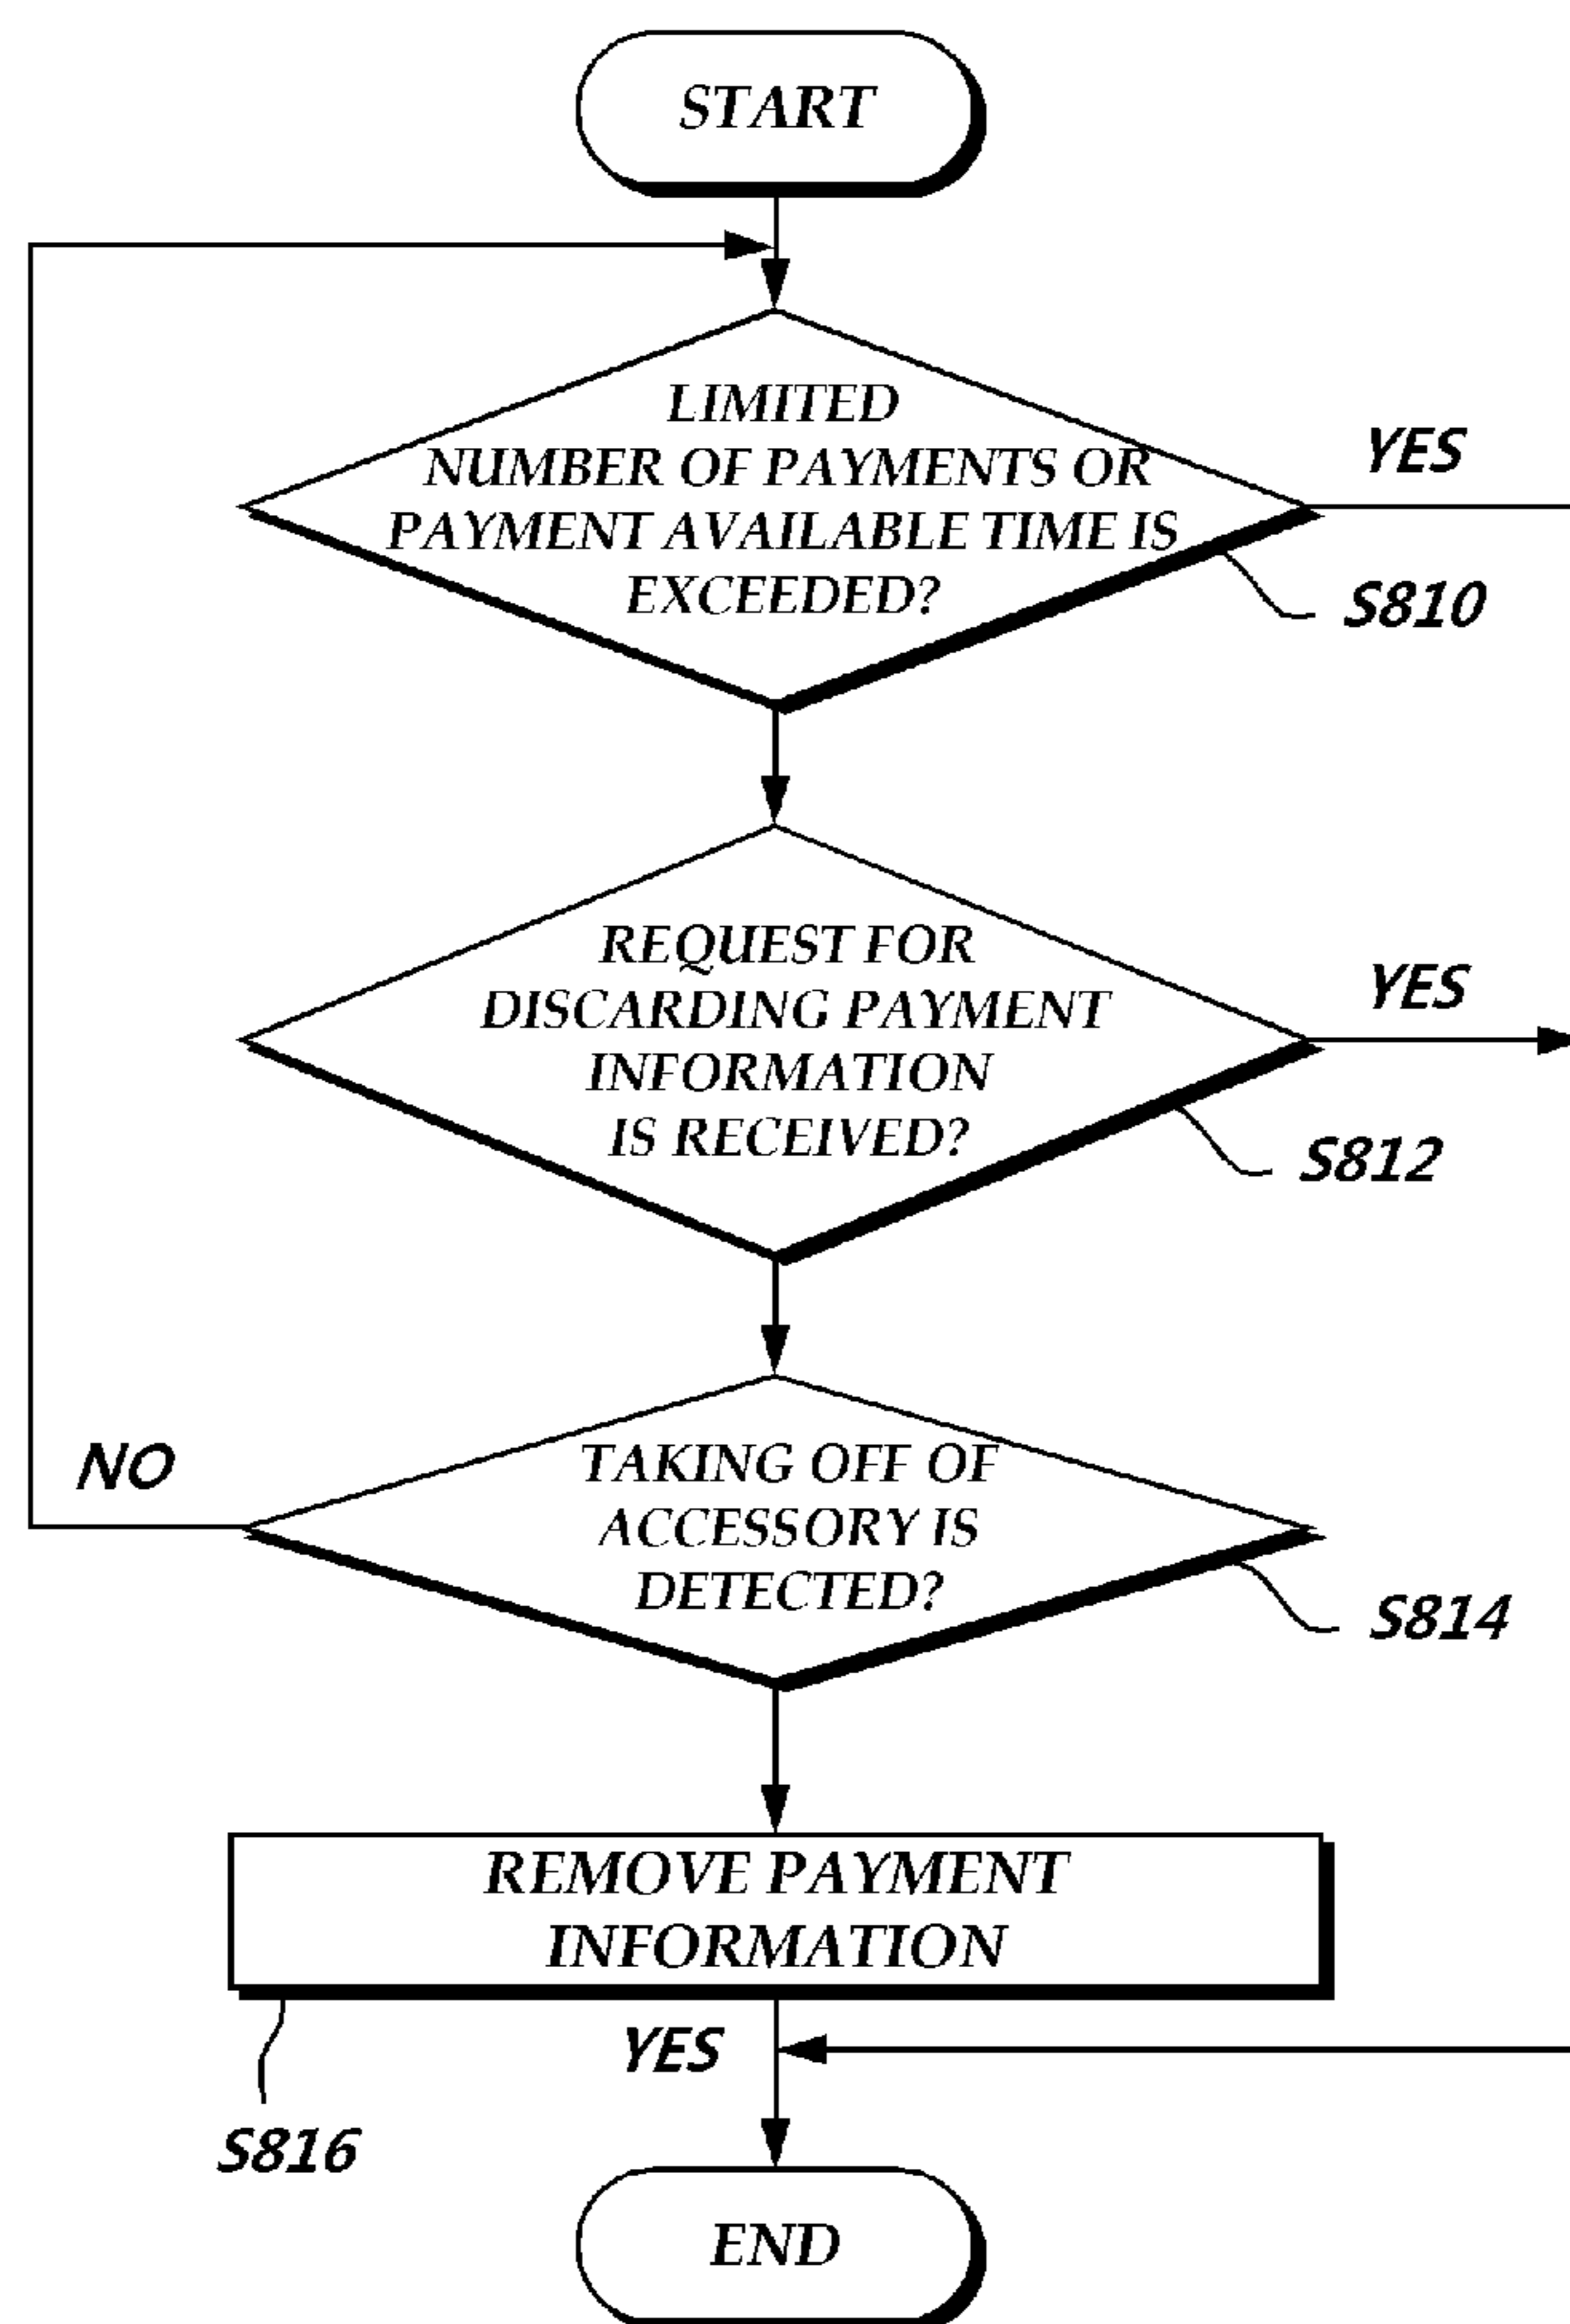 START
LIMITED
NUMBER OF PAYMENTS OR
PAYMENT AVAILABLE TIME IS
EXCEEDED?
YES
S810
REQUEST FOR
DISCARDING PAYMENT
INFORMATION
IS RECEIVED?
YES
S812
NO
TAKING OFF OF
ACCESSORY IS
DETECTED?
S814
REMOVE PAYMENT
INFORMATION
YES
S816
END